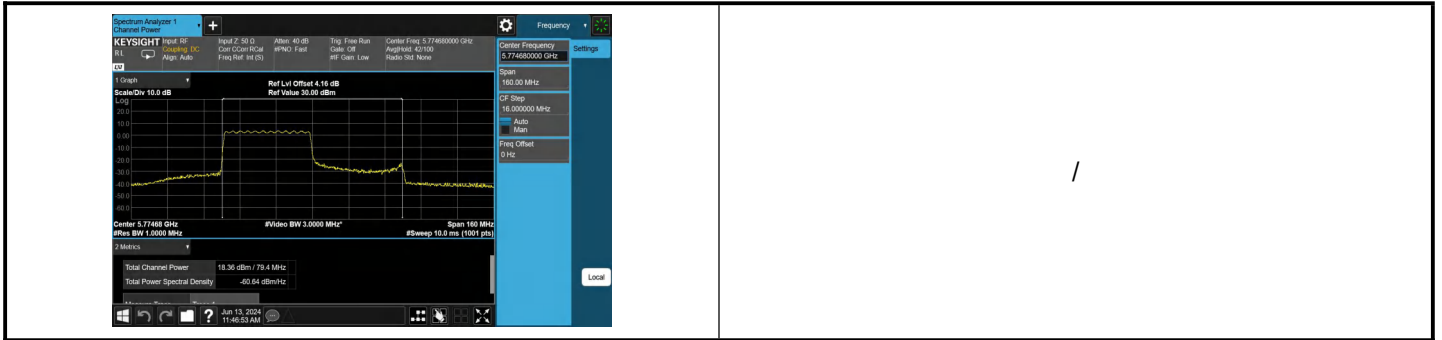 Spectrum Analyzer 1
Channel Power
+
Frequency
KEYSIGHT
Input: RF
Coupling: DC
Align: Auto
R L
LXI
Input Z: 50 Ω
Corr CCorr RCal
Freq Ref: Int (S)
Atten: 40 dB
#PNO: Fast
Trig: Free Run
Gate: Off
#IF Gain: Low
Center Freq: 5.774680000 GHz
Avg|Hold: 42/100
Radio Std: None
Center Frequency
5.774680000 GHz
Settings
Span
160.00 MHz
CF Step
16.000000 MHz
Auto
Man
Freq Offset
0 Hz
1 Graph
Scale/Div 10.0 dB
Ref Lvl Offset 4.16 dB
Ref Value 30.00 dBm
Log
20.0
10.0
0.00
-10.0
-20.0
-30.0
-40.0
-50.0
-60.0
Center 5.77468 GHz
#Video BW 3.0000 MHz*
Span 160 MHz
#Res BW 1.0000 MHz
#Sweep 10.0 ms (1001 pts)
2 Metrics
Total Channel Power 18.36 dBm / 79.4 MHz
Total Power Spectral Density -60.64 dBm/Hz
Local
?
Jun 13, 2024
11:46:53 AM
/